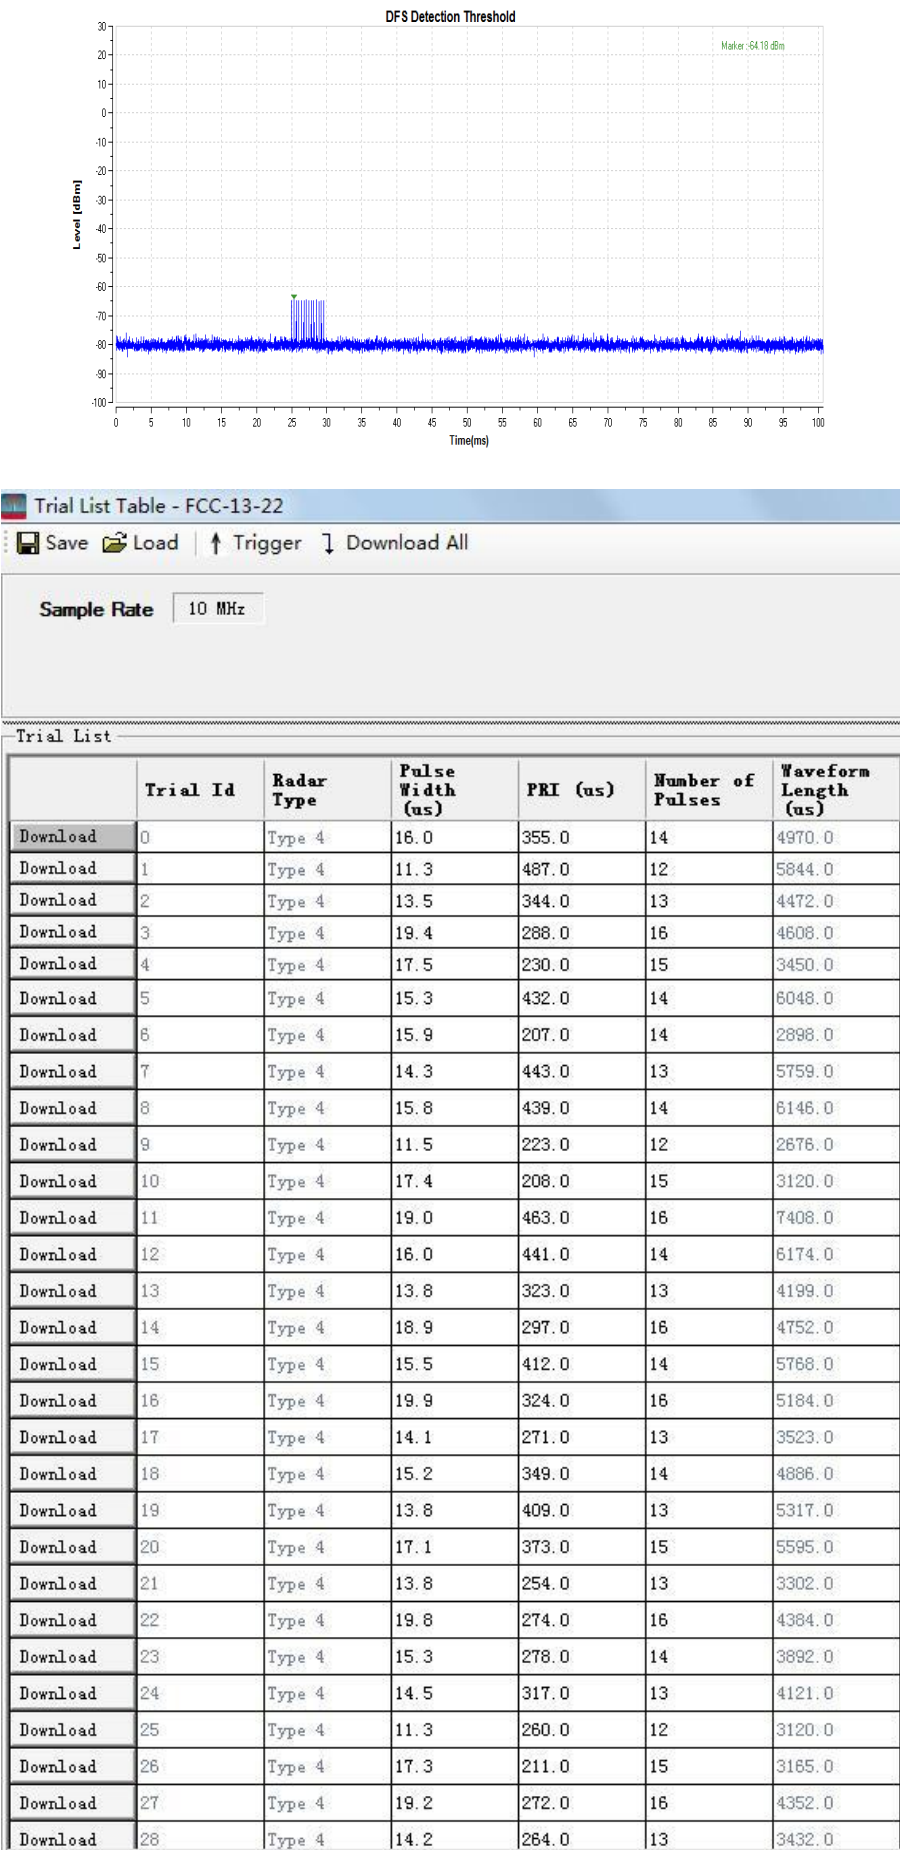 DFS Detection Threshold
Marker: -64.18 dBm
30
20
10
0
-10
-20
-30
-40
-50
-60
-70
-80
-90
-100
Level [dBm]
0 5 10 15 20 25 30 35 40 45 50 55 60 65 70 75 80 85 90 95 100
Time(ms)
Trial List Table - FCC-13-22
Save Load Trigger Download All
Sample Rate 10 MHz
Trial List
Trial Id Radar Type Pulse Width (us) PRI (us) Number of Pulses Waveform Length (us)
Download 0 Type 4 16.0 355.0 14 4970.0
Download 1 Type 4 11.3 487.0 12 5844.0
Download 2 Type 4 13.5 344.0 13 4472.0
Download 3 Type 4 19.4 288.0 16 4608.0
Download 4 Type 4 17.5 230.0 15 3450.0
Download 5 Type 4 15.3 432.0 14 6048.0
Download 6 Type 4 15.9 207.0 14 2898.0
Download 7 Type 4 14.3 443.0 13 5759.0
Download 8 Type 4 15.8 439.0 14 6146.0
Download 9 Type 4 11.5 223.0 12 2676.0
Download 10 Type 4 17.4 208.0 15 3120.0
Download 11 Type 4 19.0 463.0 16 7408.0
Download 12 Type 4 16.0 441.0 14 6174.0
Download 13 Type 4 13.8 323.0 13 4199.0
Download 14 Type 4 18.9 297.0 16 4752.0
Download 15 Type 4 15.5 412.0 14 5768.0
Download 16 Type 4 19.9 324.0 16 5184.0
Download 17 Type 4 14.1 271.0 13 3523.0
Download 18 Type 4 15.2 349.0 14 4886.0
Download 19 Type 4 13.8 409.0 13 5317.0
Download 20 Type 4 17.1 373.0 15 5595.0
Download 21 Type 4 13.8 254.0 13 3302.0
Download 22 Type 4 19.8 274.0 16 4384.0
Download 23 Type 4 15.3 278.0 14 3892.0
Download 24 Type 4 14.5 317.0 13 4121.0
Download 25 Type 4 11.3 260.0 12 3120.0
Download 26 Type 4 17.3 211.0 15 3165.0
Download 27 Type 4 19.2 272.0 16 4352.0
Download 28 Type 4 14.2 264.0 13 3432.0